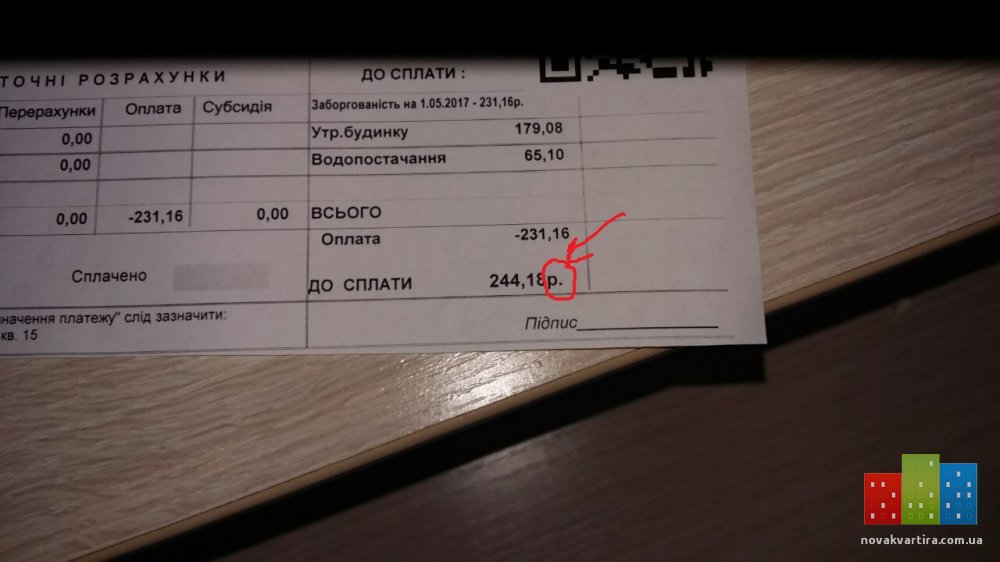 ТОЧНІ РОЗРАХУНКИ
Перерахунки Оплата Субсидія
0,00
0,00
0,00 -231,16 0,00
Сплачено
значення платежу" слід зазначити:
кв. 15
ДО СПЛАТИ :
Заборгованість на 1.05.2017 - 231,16р.
Утр.будинку 179,08
Водопостачання 65,10
ВСЬОГО
Оплата -231,16
ДО СПЛАТИ 244,18р.
Підпис
novakvartira.com.ua